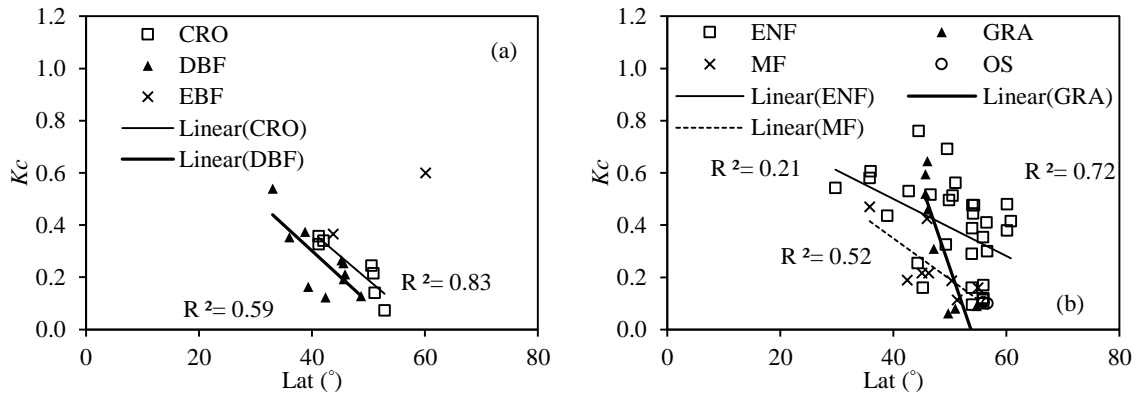 1.2
1.0
0.8
0.6
0.4
0.2
0.0
Kc
CRO
DBF
EBF
Linear(CRO)
Linear(DBF)
(a)
R ²= 0.83
R ²= 0.59
0 20 40 60 80
Lat (°)
1.2
1.0
0.8
0.6
0.4
0.2
0.0
Kc
ENF GRA
MF OS
Linear(ENF) Linear(GRA)
Linear(MF)
R ²= 0.21
R ²= 0.72
R ²= 0.52
(b)
0 20 40 60 80
Lat (°)